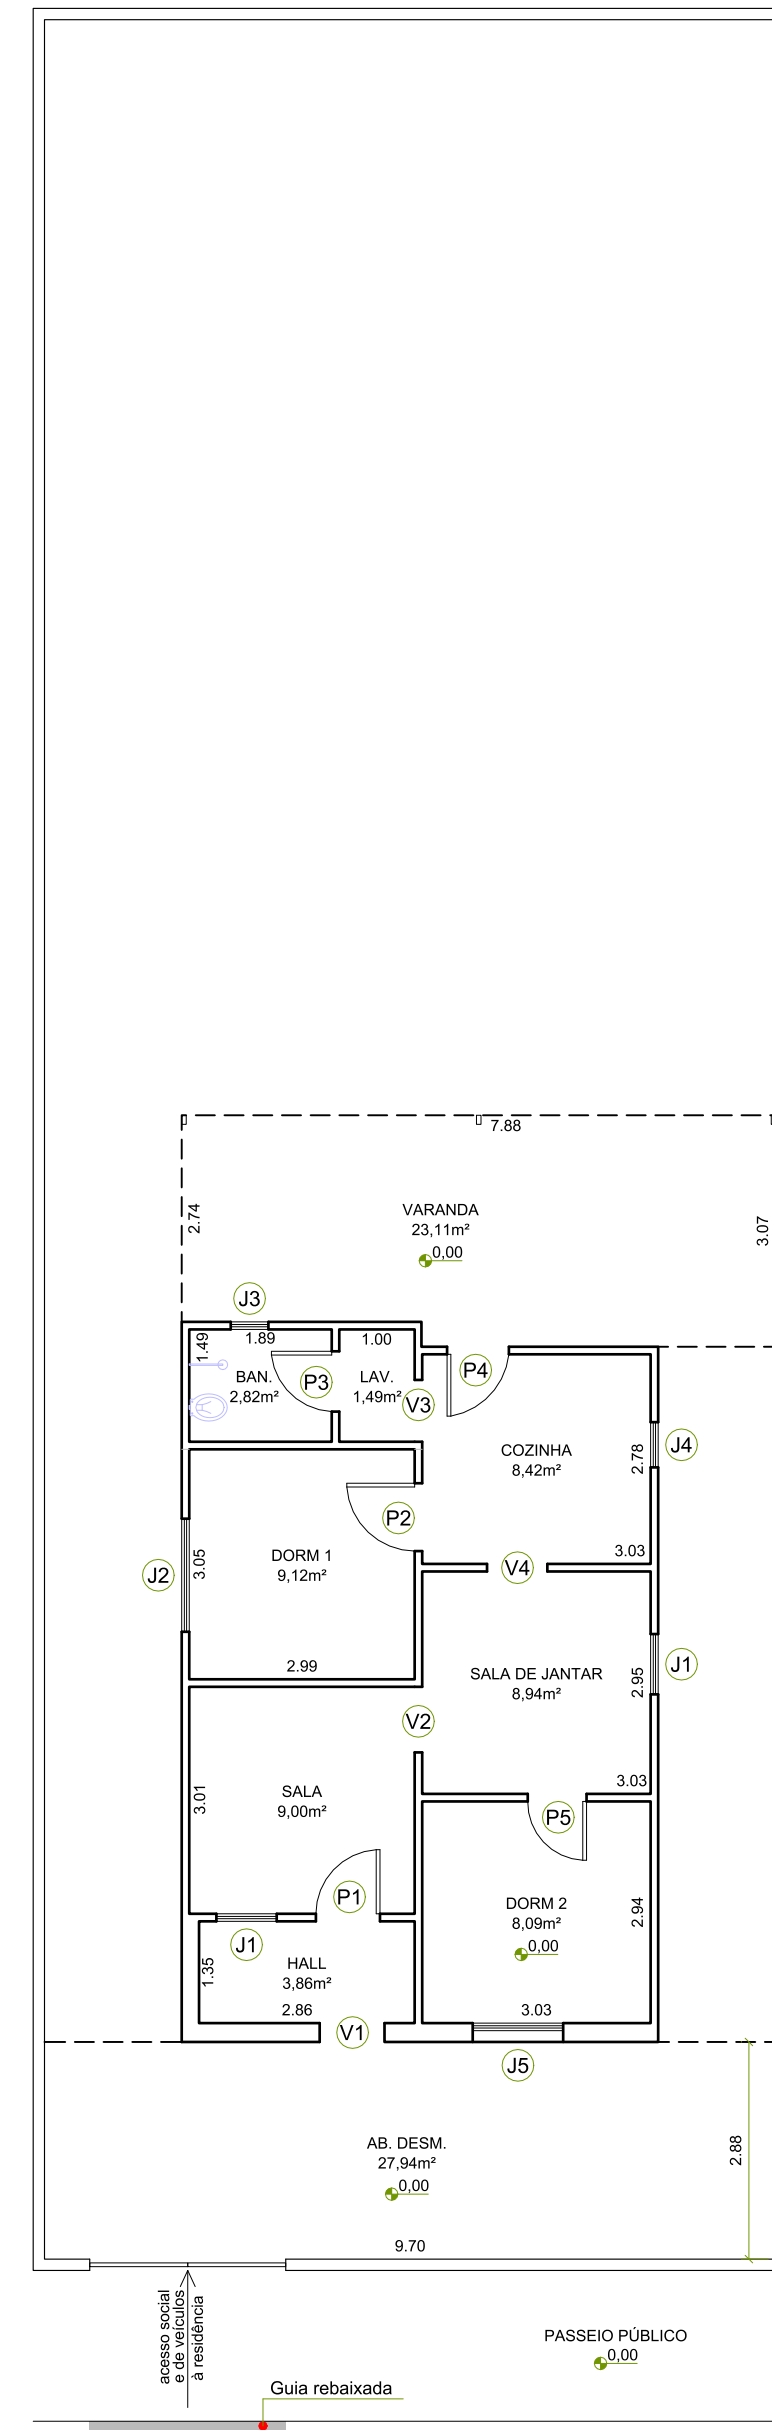 7.88
2.74
VARANDA
23,11m²
0,00
3.07
J3
1.49
1.89
1.00
BAN.
2,82m²
P3
LAV.
1,49m²
P4
V3
COZINHA
8,42m²
2.78
J4
P2
3.03
DORM 1
9,12m²
3.05
J2
V4
2.99
SALA DE JANTAR
8,94m²
2.95
J1
V2
3.03
SALA
9,00m²
3.01
P5
P1
DORM 2
8,09m²
0,00
2.94
J1
HALL
3,86m²
1.35
2.86
V1
3.03
J5
AB. DESM.
27,94m²
0,00
2.88
9.70
acesso social
e de veículos
à residência
PASSEIO PÚBLICO
0,00
Guia rebaixada